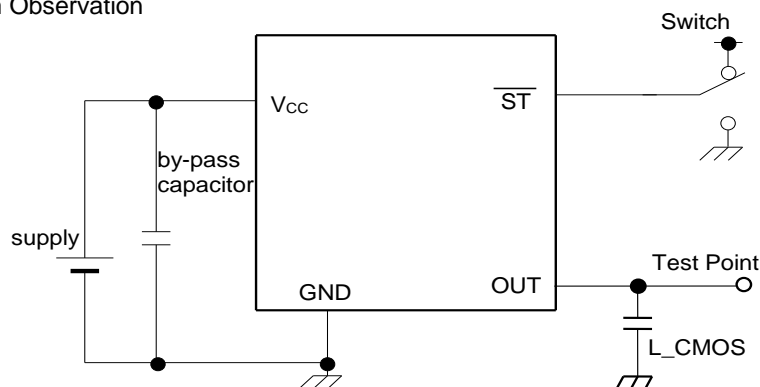 Observation
Switch
VCC
ST
by-pass
capacitor
supply
Test Point
GND
OUT
L_CMOS